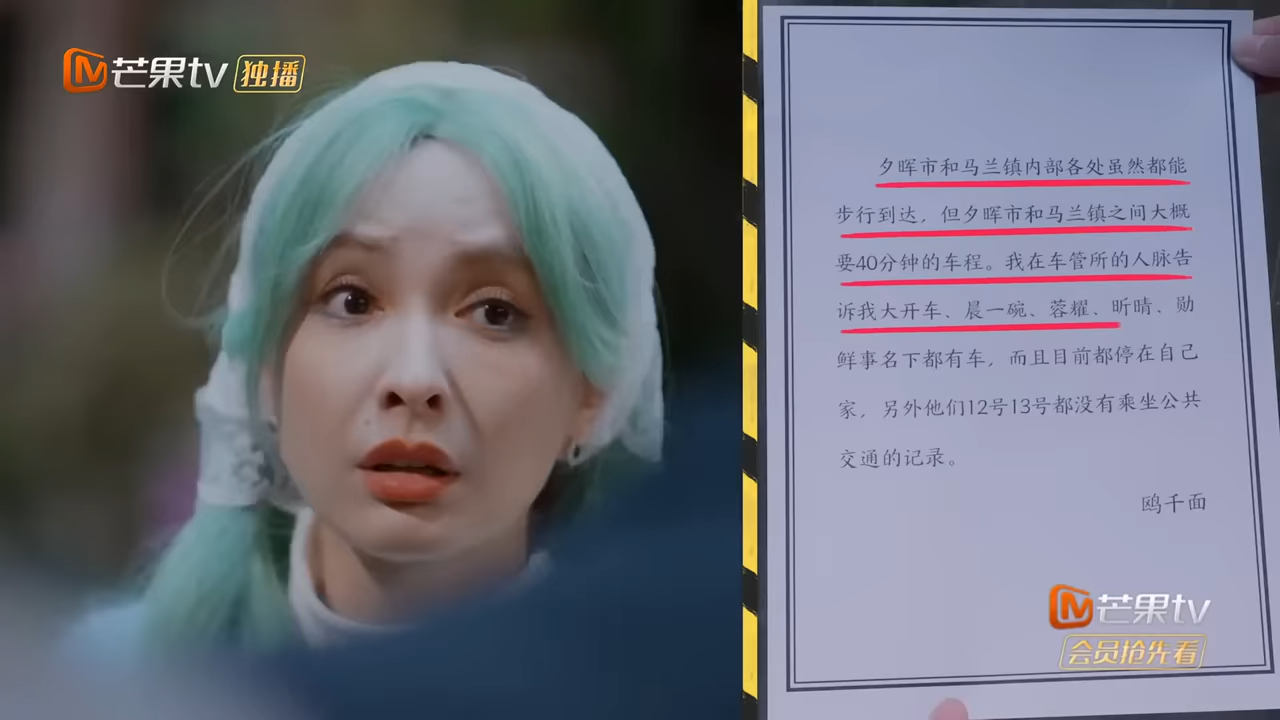 芒果tv 独播
夕晖市和马兰镇内部各处虽然都能
步行到达，但夕晖市和马兰镇之间大概
要40分钟的车程。我在车管所的人脉告
诉我大开车、晨一碗、蓉耀、昕晴、勋
鲜事名下都有车，而且目前都停在自己
家，另外他们12号13号都没有乘坐公共
交通的记录。
鸥千面
芒果tv
会员抢先看